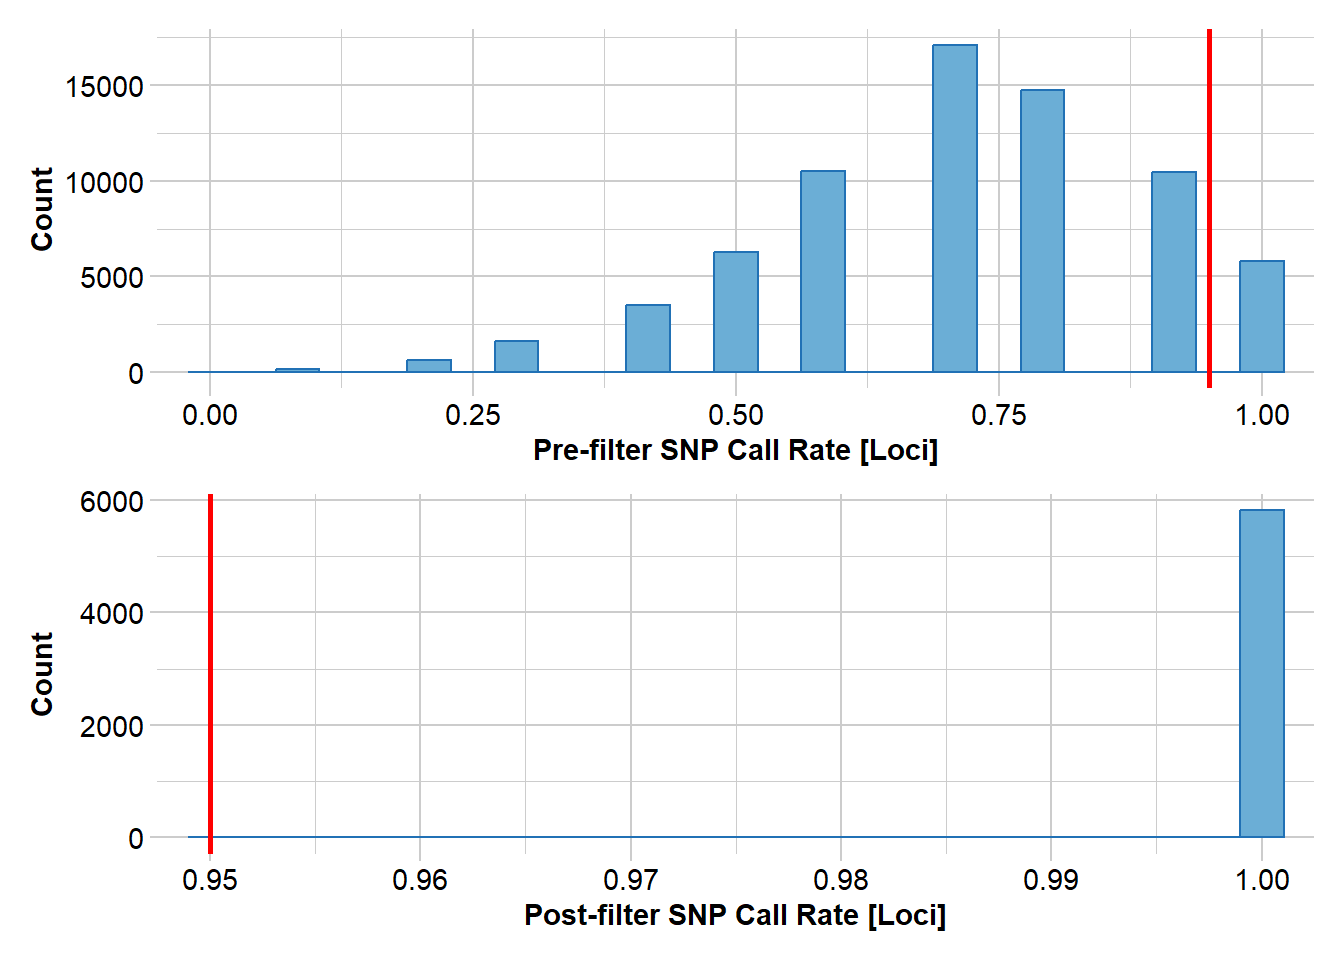 15000
10000
5000
0
Count
0.00 0.25 0.50 0.75 1.00
Pre-filter SNP Call Rate [Loci]
6000
4000
2000
0
Count
0.95 0.96 0.97 0.98 0.99 1.00
Post-filter SNP Call Rate [Loci]